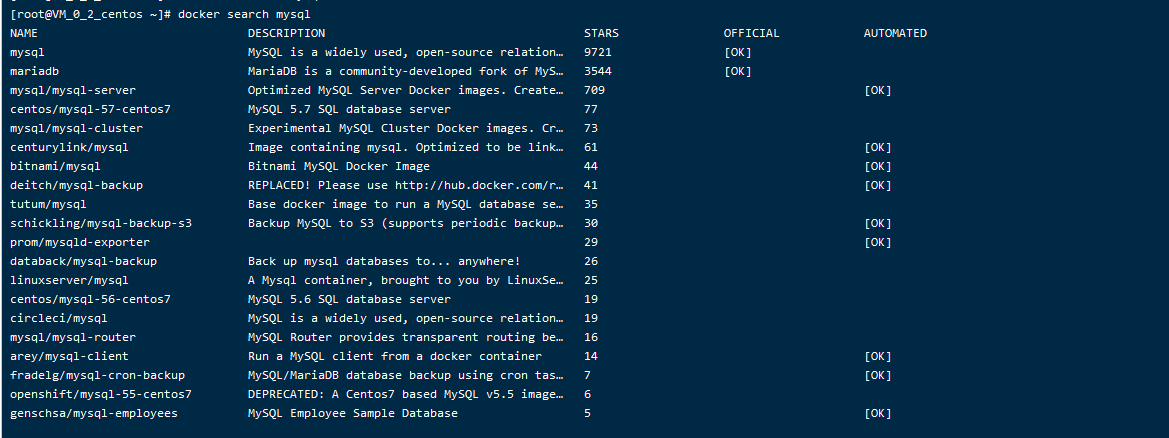 [root@VM_0_2_centos ~]# docker search mysql
NAME DESCRIPTION STARS OFFICIAL AUTOMATED
mysql MySQL is a widely used, open-source relation… 9721 [OK]
mariadb MariaDB is a community-developed fork of MyS… 3544 [OK]
mysql/mysql-server Optimized MySQL Server Docker images. Create… 709 [OK]
centos/mysql-57-centos7 MySQL 5.7 SQL database server 77
mysql/mysql-cluster Experimental MySQL Cluster Docker images. Cr… 73
centurylink/mysql Image containing mysql. Optimized to be link… 61 [OK]
bitnami/mysql Bitnami MySQL Docker Image 44 [OK]
deitch/mysql-backup REPLACED! Please use http://hub.docker.com/r… 41 [OK]
tutum/mysql Base docker image to run a MySQL database se… 35
schickling/mysql-backup-s3 Backup MySQL to S3 (supports periodic backup… 30 [OK]
prom/mysqld-exporter 29 [OK]
databack/mysql-backup Back up mysql databases to... anywhere! 26
linuxserver/mysql A Mysql container, brought to you by LinuxSe… 25
centos/mysql-56-centos7 MySQL 5.6 SQL database server 19
circleci/mysql MySQL is a widely used, open-source relation… 19
mysql/mysql-router MySQL Router provides transparent routing be… 16
arey/mysql-client Run a MySQL client from a docker container 14 [OK]
fradelg/mysql-cron-backup MySQL/MariaDB database backup using cron tas… 7 [OK]
openshift/mysql-55-centos7 DEPRECATED: A Centos7 based MySQL v5.5 image… 6
genschsa/mysql-employees MySQL Employee Sample Database 5 [OK]